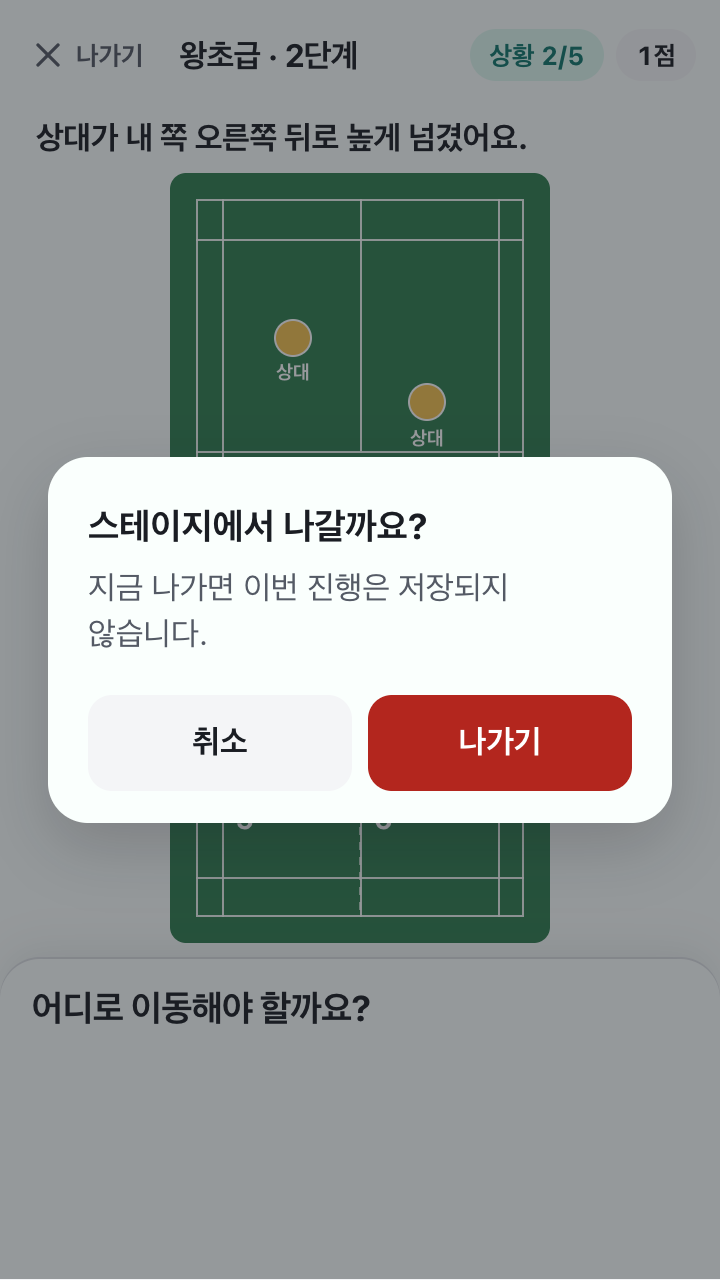 나가기 왕초급 · 2단계 상황 2/5 1점
상대가 내 쪽 오른쪽 뒤로 높게 넘겼어요.
상대
상대
스테이지에서 나갈까요?
지금 나가면 이번 진행은 저장되지
않습니다.
취소 나가기
어디로 이동해야 할까요?